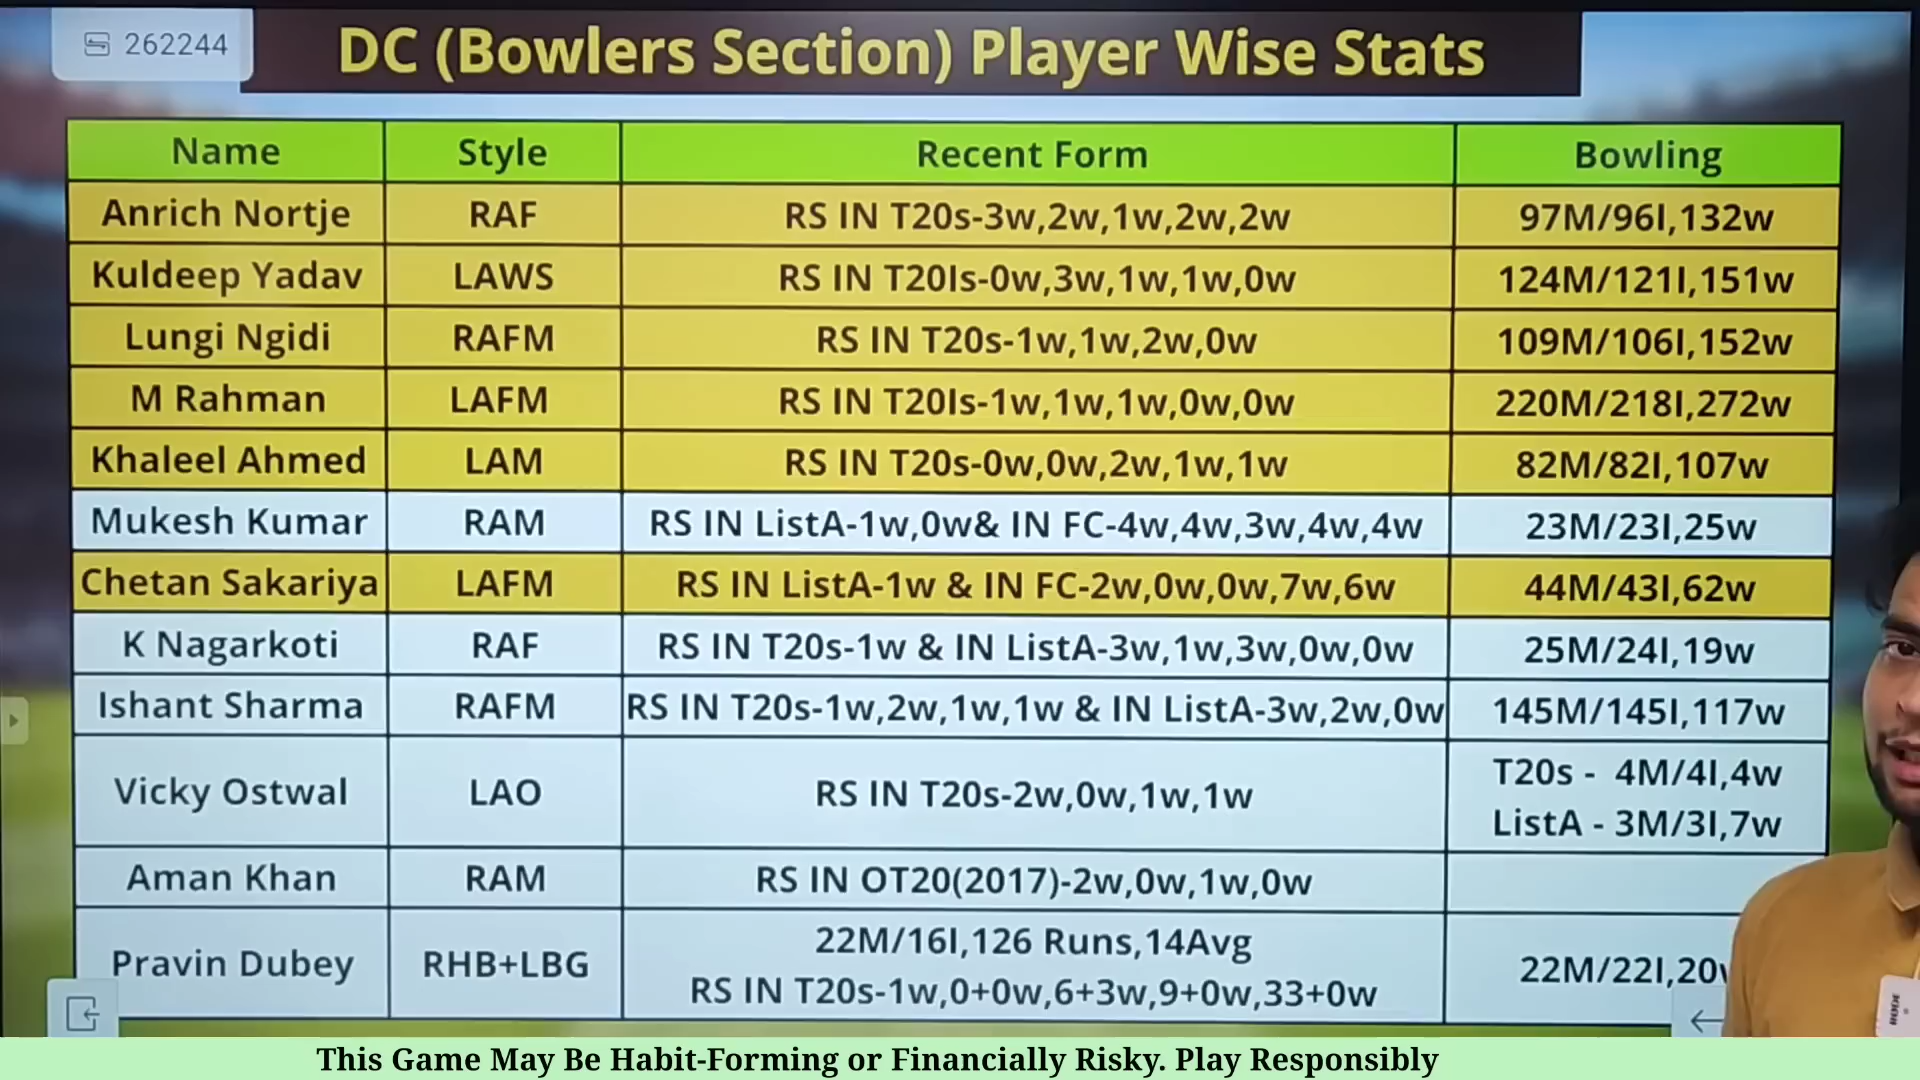 262244
DC (Bowlers Section) Player Wise Stats
Name Style Recent Form Bowling
Anrich Nortje RAF RS IN T20s-3w,2w,1w,2w,2w 97M/96I,132w
Kuldeep Yadav LAWS RS IN T20Is-0w,3w,1w,1w,0w 124M/121I,151w
Lungi Ngidi RAFM RS IN T20s-1w,1w,2w,0w 109M/106I,152w
M Rahman LAFM RS IN T20Is-1w,1w,1w,0w,0w 220M/218I,272w
Khaleel Ahmed LAM RS IN T20s-0w,0w,2w,1w,1w 82M/82I,107w
Mukesh Kumar RAM RS IN ListA-1w,0w& IN FC-4w,4w,3w,4w,4w 23M/23I,25w
Chetan Sakariya LAFM RS IN ListA-1w & IN FC-2w,0w,0w,7w,6w 44M/43I,62w
K Nagarkoti RAF RS IN T20s-1w & IN ListA-3w,1w,3w,0w,0w 25M/24I,19w
Ishant Sharma RAFM RS IN T20s-1w,2w,1w,1w & IN ListA-3w,2w,0w 145M/145I,117w
Vicky Ostwal LAO RS IN T20s-2w,0w,1w,1w T20s - 4M/4I,4w
ListA - 3M/3I,7w
Aman Khan RAM RS IN OT20(2017)-2w,0w,1w,0w
Pravin Dubey RHB+LBG 22M/16I,126 Runs,14Avg 22M/22I,20w
RS IN T20s-1w,0+0w,6+3w,9+0w,33+0w
RODE
This Game May Be Habit-Forming or Financially Risky. Play Responsibly